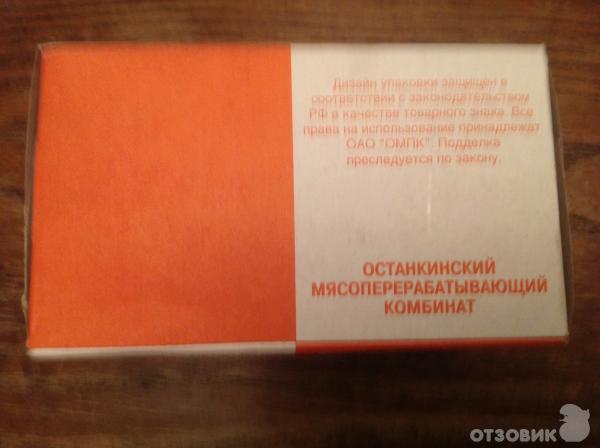 Дизайн упаковки защищен в
соответствии с законодательством
РФ в качестве товарного знака. Все
права на использование принадлежат
ОАО "ОМПК". Подделка
преследуется по закону.
ОСТАНКИНСКИЙ
МЯСОПЕРЕРАБАТЫВАЮЩИЙ
КОМБИНАТ
ОТЗОВИК